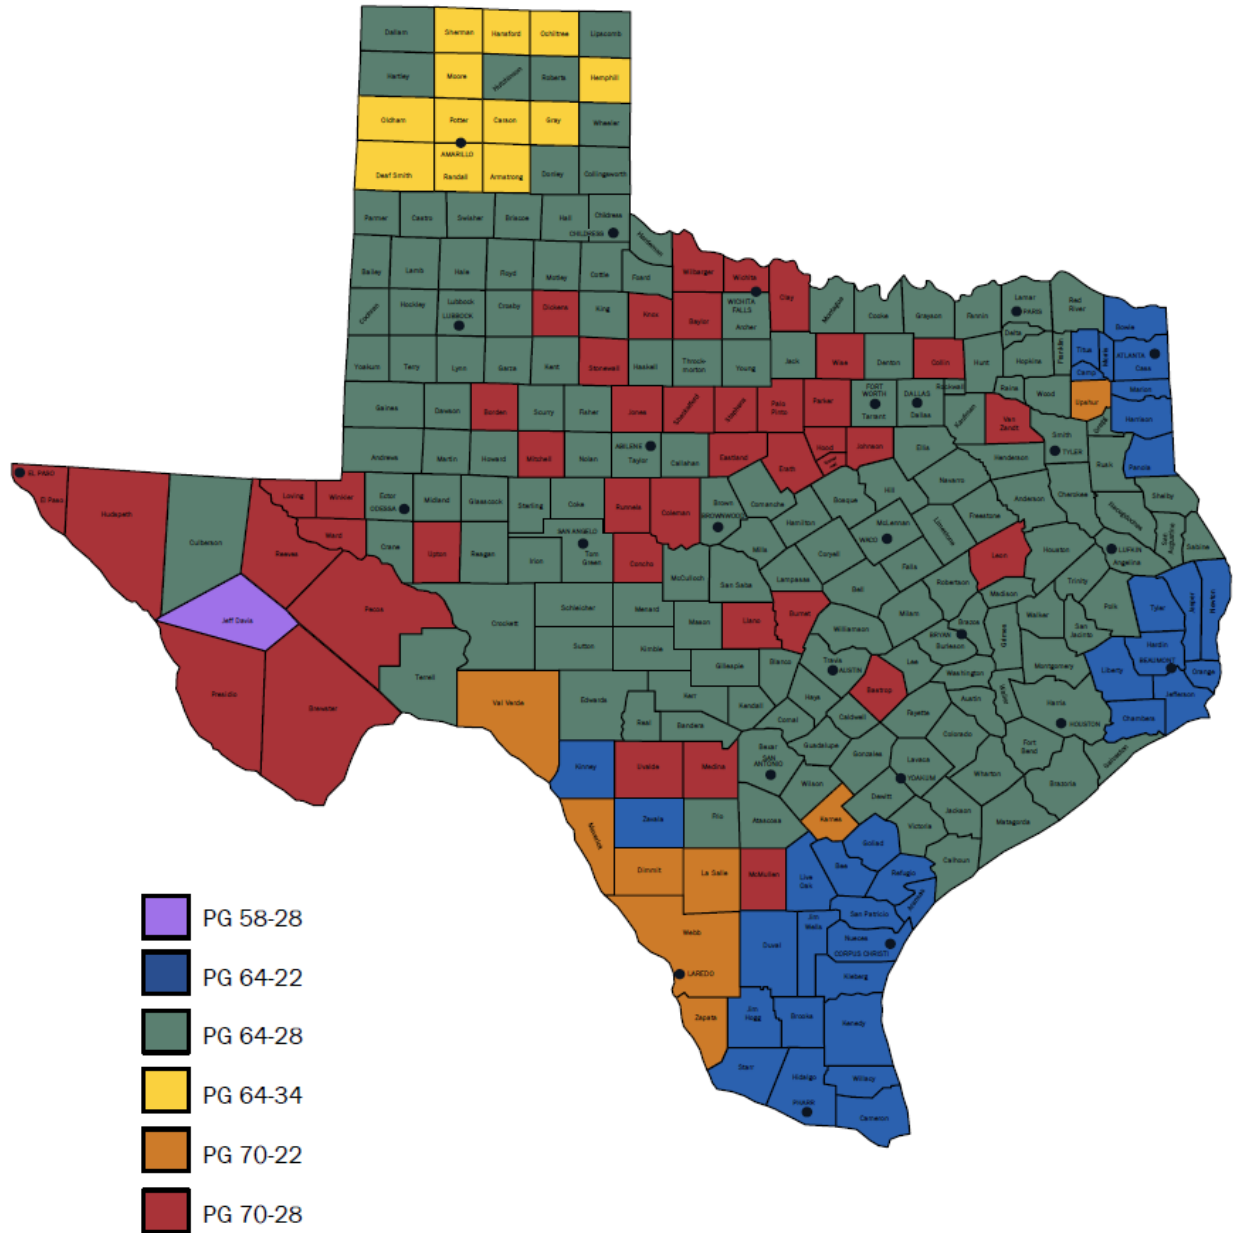 Dallam Sherman Hansford Ochiltree Lipscomb
Hartley Moore Hutchinson Roberts Hemphill
Oldham Potter Carson Gray Wheeler
AMARILLO
Deaf Smith Randall Armstrong Donley Collingsworth
Parmer Castro Swisher Briscoe Hall Childress
CHILDRESS
Hardeman
Bailey Lamb Hale Floyd Motley Cottle Foard Wilbarger Wichita Clay
Cochran Hockley Lubbock Crosby Dickens King Knox Baylor WICHITA FALLS Archer Montague Cooke Grayson Fannin Lamar Red River Bowie
LUBBOCK PARIS
Delta Franklin Titus Morris ATLANTA
Yoakum Terry Lynn Garza Kent Stonewall Haskell Throck-morton Young Jack Wise Denton Collin Hunt Hopkins Camp Cass
Rockwall Rains Wood Upshur Marion
Gaines Dawson Borden Scurry Fisher Jones Shackelford Stephens Palo Pinto Parker FORT WORTH Tarrant DALLAS Dallas Kaufman Van Zandt Smith Gregg Harrison
TYLER
Andrews Martin Howard Mitchell Nolan ABILENE Taylor Callahan Eastland Erath Hood Johnson Ellis Henderson Rusk Panola
EL PASO
El Paso Hudspeth Culberson Loving Winkler Ector Midland Glasscock Sterling Coke Runnels Coleman Brown Comanche Bosque Hill Navarro Anderson Cherokee Nacogdoches Shelby
ODESSA BROWNWOOD
Reeves Ward Crane Upton Reagan Irion SAN ANGELO Tom Green Concho Mills Hamilton McLennan Limestone Freestone Leon Houston LUFKIN San Augustine Sabine
WACO Angelina
McCulloch San Saba Lampasas Coryell Falls Bell Robertson Madison Trinity Polk Tyler Jasper Newton
Jeff Davis Pecos Crockett Schleicher Menard Mason Llano Burnet Williamson Milam Brazos Grimes Walker San Jacinto Hardin
BRYAN Burleson BEAUMONT
Presidio Brewster Terrell Sutton Kimble Gillespie Blanco Travis AUSTIN Lee Washington Montgomery Liberty Orange
Val Verde Edwards Kerr Kendall Hays Bastrop Austin Harris Jefferson
Real Bandera Comal Caldwell Fayette HOUSTON Chambers
Kinney Uvalde Medina Bexar Guadalupe Gonzales Lavaca Colorado Fort Bend Galveston
SAN ANTONIO YOAKUM Wharton Brazoria
Wilson Dewitt
Maverick Zavala Frio Atascosa Karnes Victoria Jackson Matagorda
Goliad Calhoun
Dimmit La Salle McMullen Live Oak Bee Refugio
Aransas
Webb Duval Jim Wells San Patricio
Nueces
LAREDO CORPUS CHRISTI
Kleberg
Zapata Jim Hogg Brooks Kenedy
Starr Hidalgo Willacy
PHARR Cameron
PG 58-28
PG 64-22
PG 64-28
PG 64-34
PG 70-22
PG 70-28